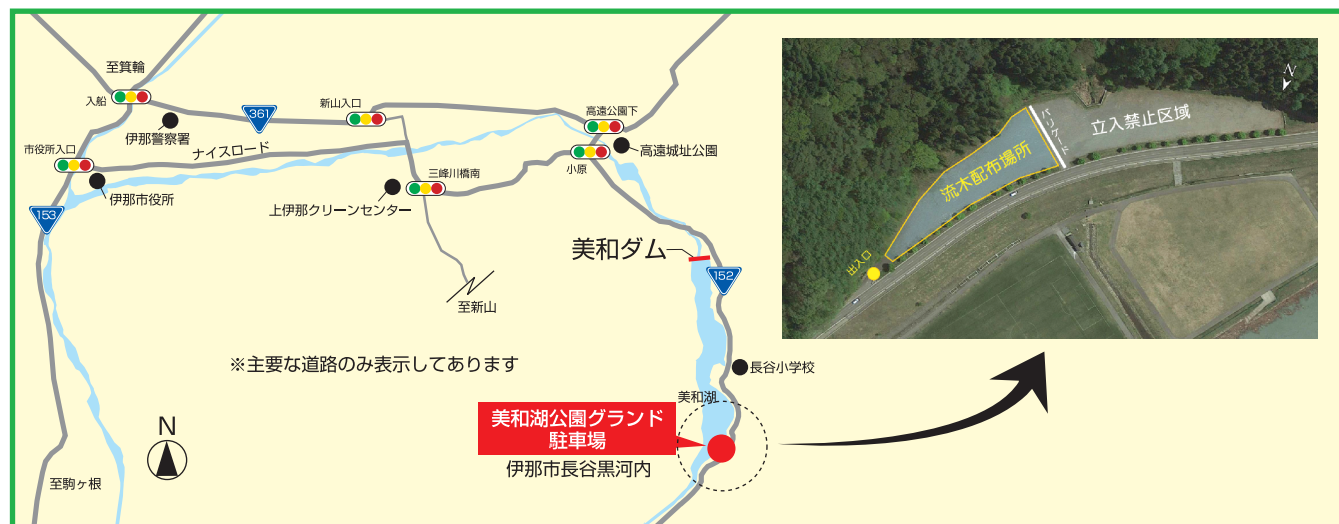 至箕輪
入船
伊那警察署
361
新山入口
高遠公園下
高遠城址公園
市役所入口
ナイスロード
小原
伊那市役所
三峰川橋南
上伊那クリーンセンター
153
美和ダム
152
至新山
※主要な道路のみ表示してあります
長谷小学校
美和湖
美和湖公園グランド
駐車場
伊那市長谷黒河内
N
至駒ヶ根
N
立入禁止区域
バリケード
流木配布場所
出入口